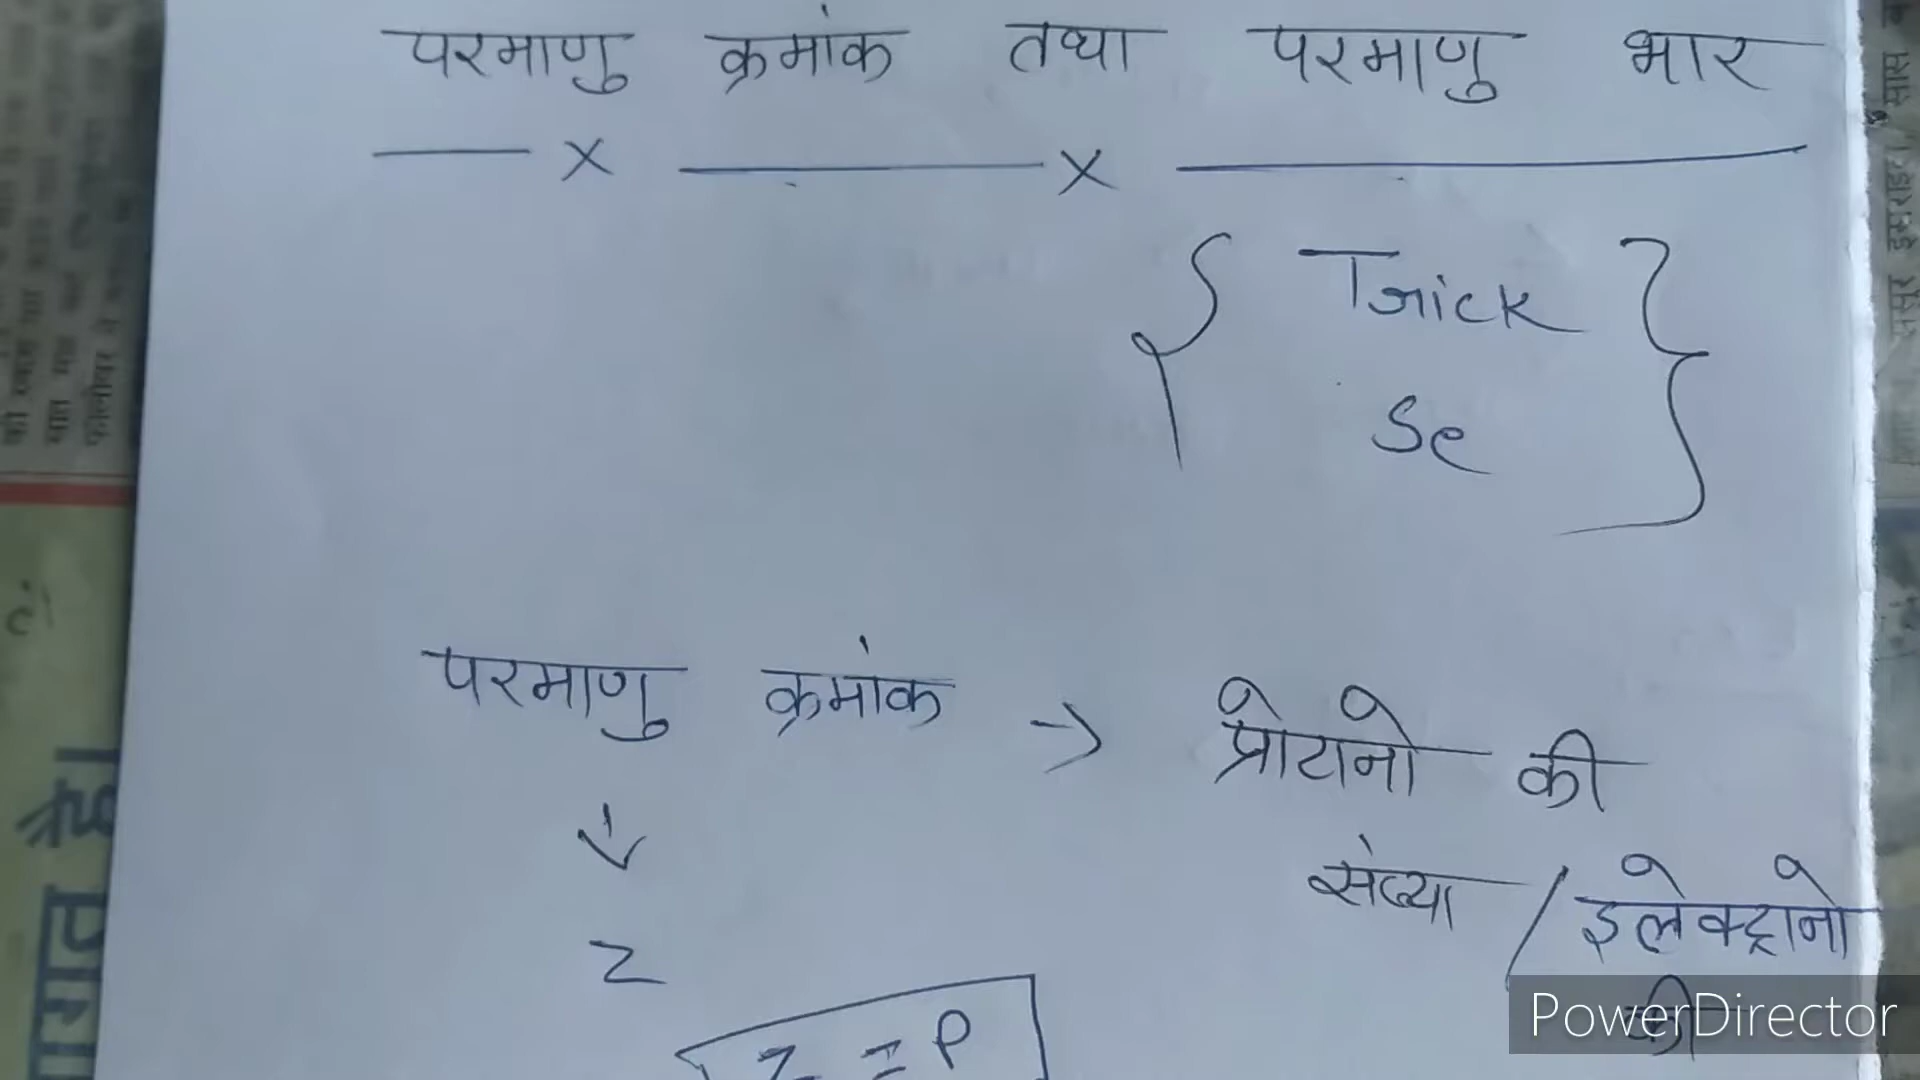 परमाणु क्रमांक तथा परमाणु भार
x x
{ Trick
Se }
परमाणु क्रमांक → प्रोटानो की
संख्या / इलेक्ट्रानो
की
↓
Z
Z = P
PowerDirector